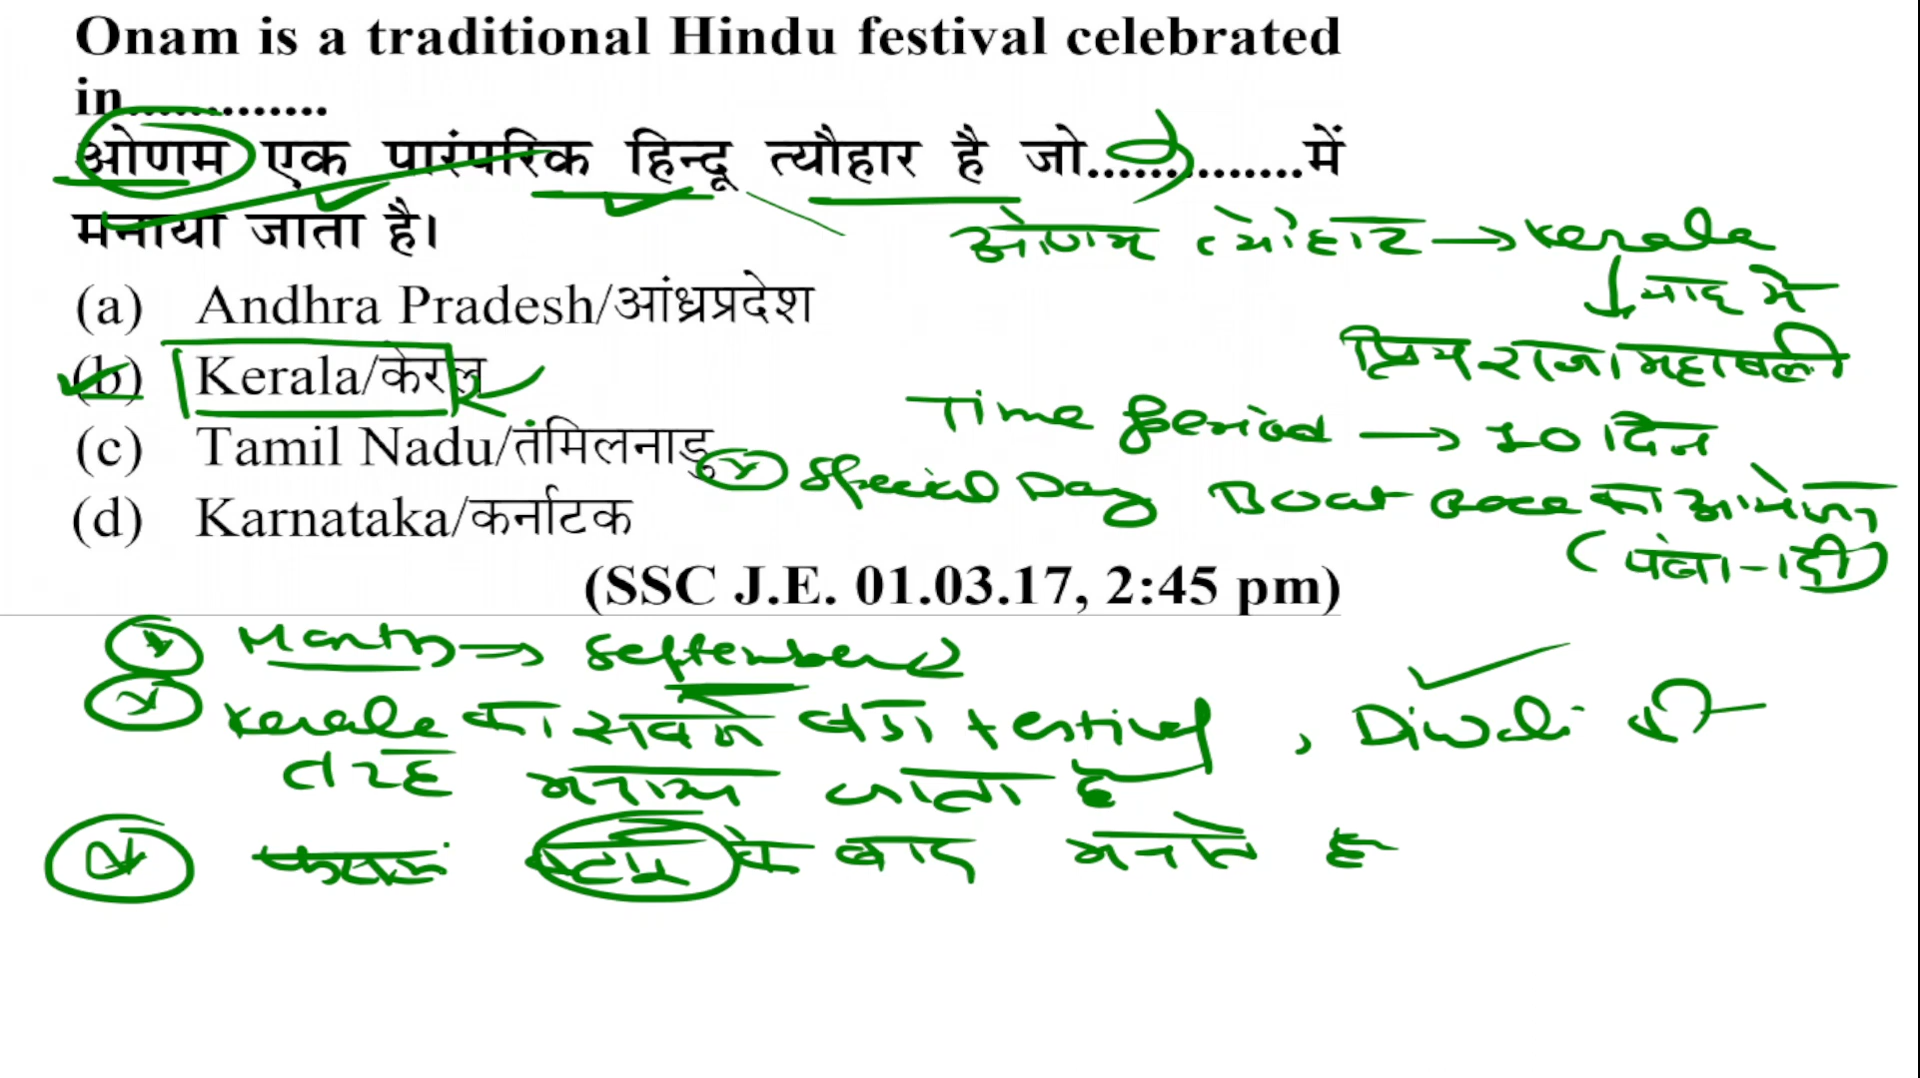 Onam is a traditional Hindu festival celebrated
in.............
ओणम एक पारंपरिक हिन्दू त्यौहार है जो.............में
मनाया जाता है।
ओणम त्योहार → Kerala
(a) Andhra Pradesh/आंध्रप्रदेश
↓ याद में
(b) Kerala/केरल
प्रिय राजा महाबली
Time Period → 10 दिन
(c) Tamil Nadu/तंमिलनाडु
Special Day Boat Race का आयोजन
(d) Karnataka/कर्नाटक
(SSC J.E. 01.03.17, 2:45 pm)
Month → September
Kerala का सबसे बड़ा festival, Diwali की
तरह मनाया जाता है
के बाद मनाते है